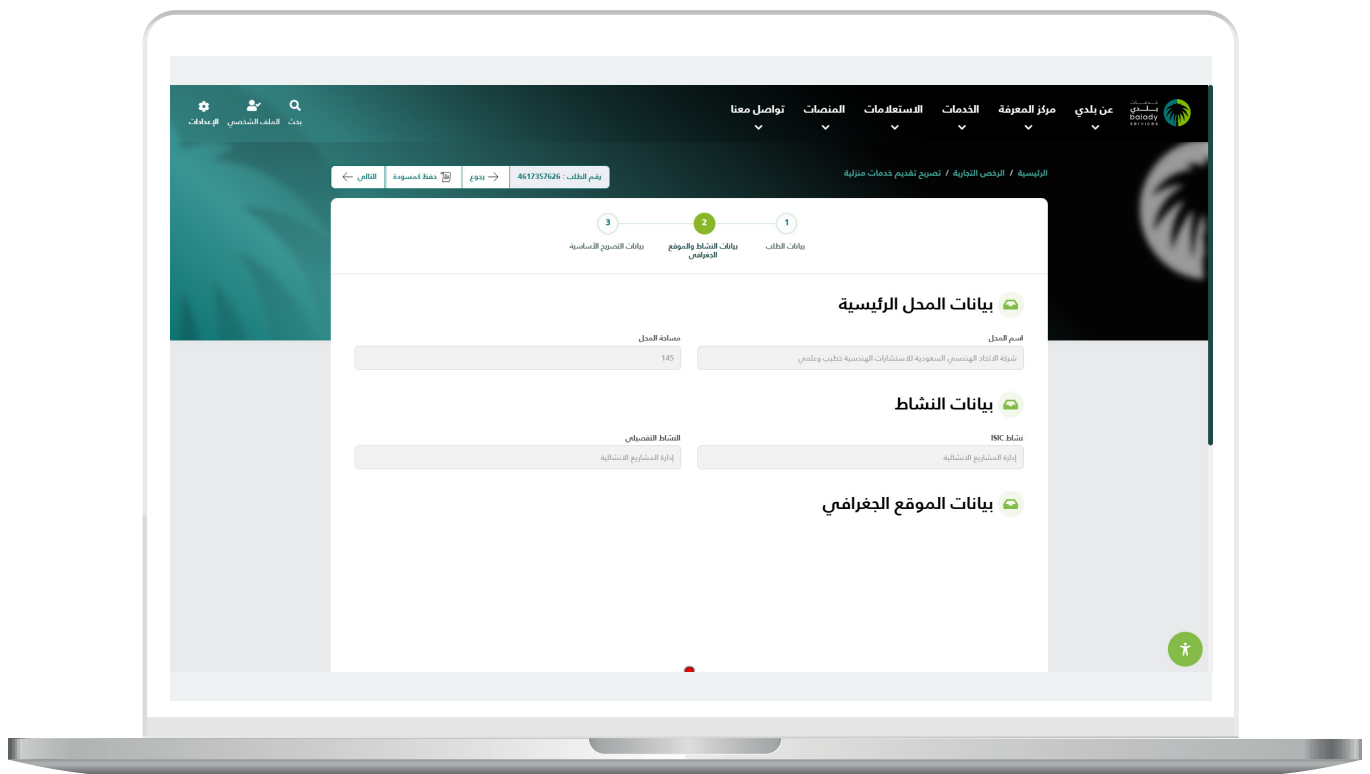 خدمات
بلدي
balady
services
عن بلدي
مركز المعرفة
الخدمات
الاستعلامات
المنصات
تواصل معنا
بحث
الملف الشخصي
الإعدادات
الرئيسية / الرخص التجارية / تصريح تقديم خدمات منزلية
رقم الطلب : 4617357626
رجوع
حفظ كمسودة
التالي
1
2
3
بيانات الطلب
بيانات النشاط والموقع
الجغرافي
بيانات التصريح الأساسية
بيانات المحل الرئيسية
اسم المحل
مساحة المحل
شركة الاتحاد الهندسي السعودية للاستشارات الهندسية خطيب وعلمي
145
بيانات النشاط
نشاط ISIC
النشاط التفصيلي
إدارة المشاريع الانشائية
إدارة المشاريع الانشائية
بيانات الموقع الجغرافي